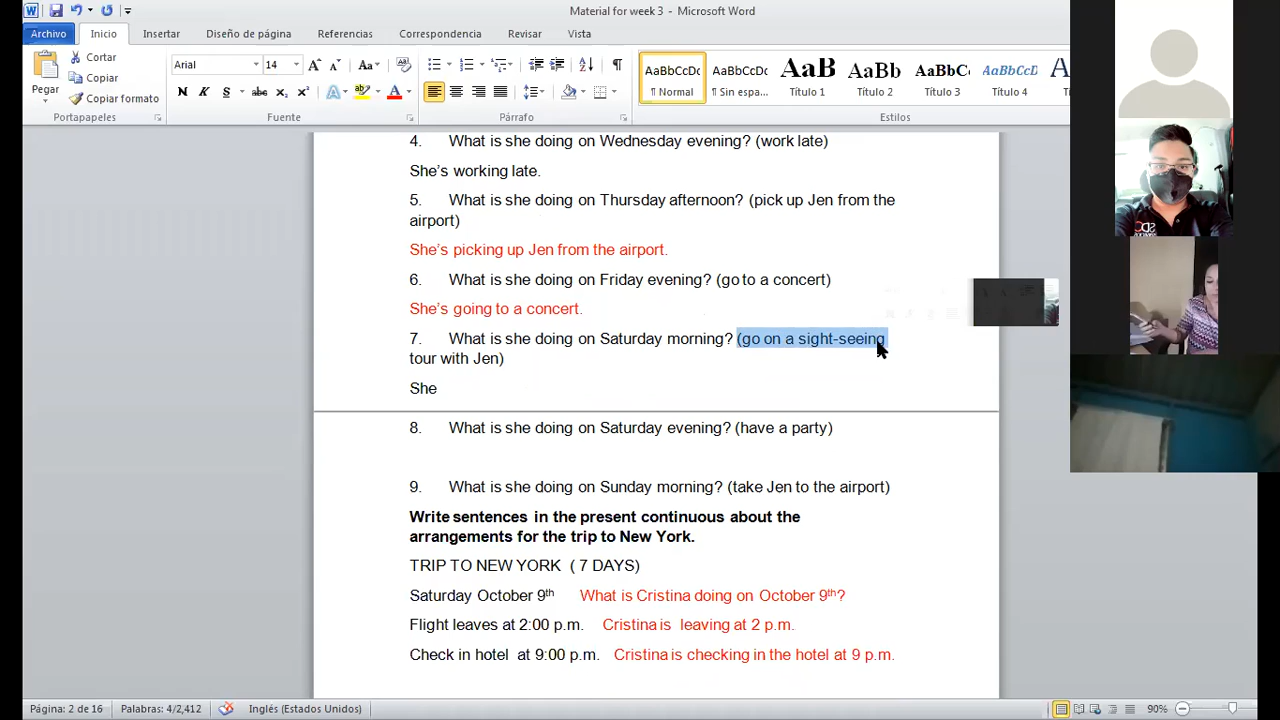 Material for week 3 - Microsoft Word
Archivo Inicio Insertar Diseño de página Referencias Correspondencia Revisar Vista
Cortar
Copiar
Copiar formato
Pegar
Portapapeles
Arial 14
Fuente
Párrafo
AaBbCcDc AaBbCcDc AaB AaBb AaBbC AaBbCcD
¶ Normal ¶ Sin espa... Título 1 Título 2 Título 3 Título 4
Estilos
4. What is she doing on Wednesday evening? (work late)
She's working late.
5. What is she doing on Thursday afternoon? (pick up Jen from the
airport)
She's picking up Jen from the airport.
6. What is she doing on Friday evening? (go to a concert)
She's going to a concert.
7. What is she doing on Saturday morning? (go on a sight-seeing
tour with Jen)
She
8. What is she doing on Saturday evening? (have a party)
9. What is she doing on Sunday morning? (take Jen to the airport)
Write sentences in the present continuous about the
arrangements for the trip to New York.
TRIP TO NEW YORK ( 7 DAYS)
Saturday October 9th What is Cristina doing on October 9th?
Flight leaves at 2:00 p.m. Cristina is leaving at 2 p.m.
Check in hotel at 9:00 p.m. Cristina is checking in the hotel at 9 p.m.
Página: 2 de 16 Palabras: 4/2,412 Inglés (Estados Unidos) 90%